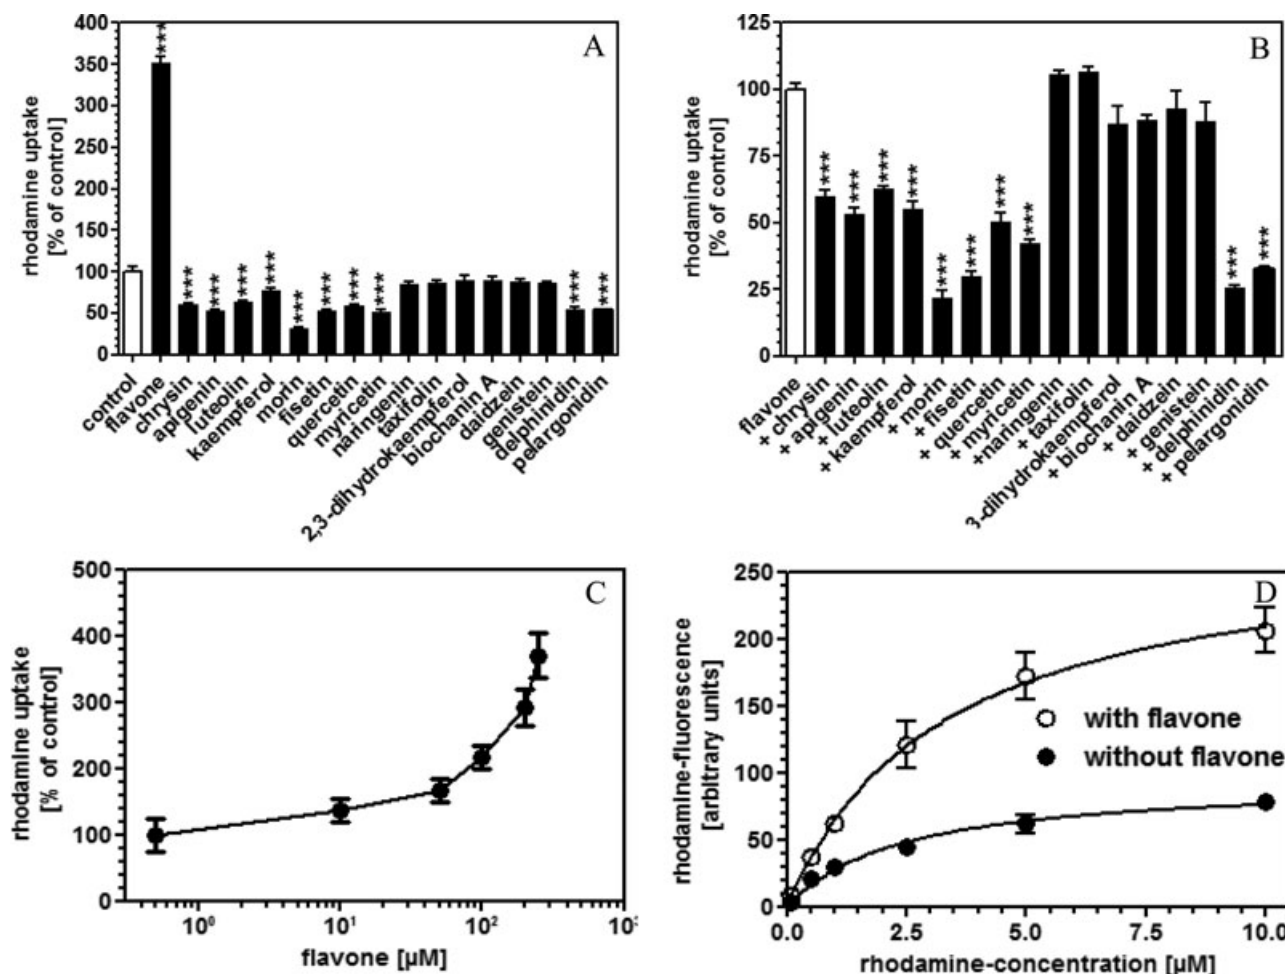 A
rhodamine uptake
[% of control]
400
350
300
250
200
150
100
50
0
***
***
***
***
***
***
***
***
***
***
***
control
flavone
chrysin
apigenin
luteolin
kaempferol
morin
fisetin
quercetin
myricetin
naringenin
taxifolin
2,3-dihydrokaempferol
biochanin A
daidzein
genistein
delphinidin
pelargonidin
B
rhodamine uptake
[% of control]
125
100
75
50
25
0
***
***
***
***
***
***
***
***
***
***
flavone
+ chrysin
+ apigenin
+ luteolin
+ kaempferol
+ morin
+ fisetin
+ quercetin
+ myricetin
+naringenin
+ taxifolin
3-dihydrokaempferol
+ biochanin A
+ daidzein
+ genistein
+ delphinidin
+ pelargonidin
C
rhodamine uptake
[% of control]
500
400
300
200
100
0
10⁰
10¹
10²
flavone [µM]
D
rhodamine-fluorescence
[arbitrary units]
250
200
150
100
50
0
with flavone
without flavone
0.0
2.5
5.0
7.5
10.0
rhodamine-concentration [µM]